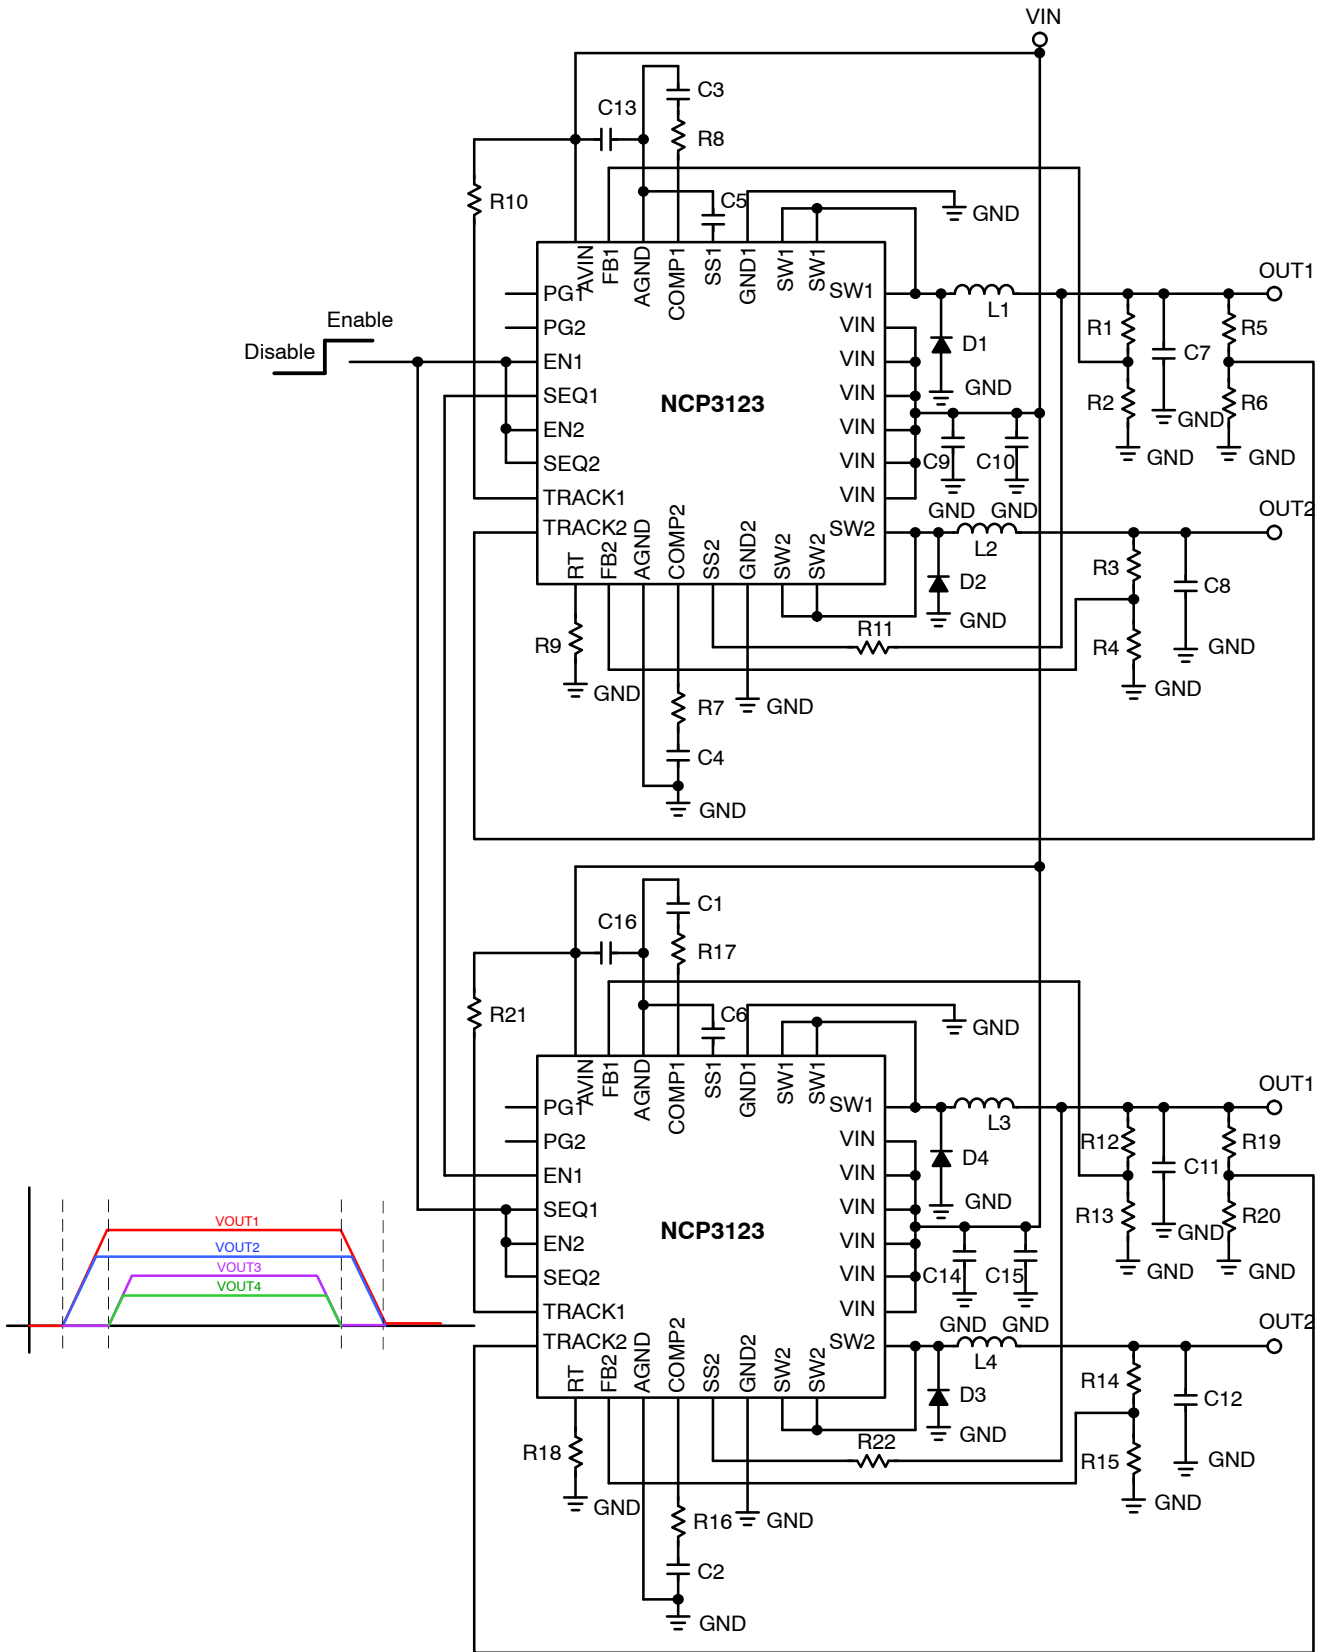 VIN
C3
C13
R8
R10
C5
GND
AVIN
FB1
AGND
COMP1
SS1
GND1
SW1
SW1
OUT1
PG1
SW1
L1
Enable
PG2
VIN
R1
R5
Disable
D1
C7
EN1
VIN
GND
SEQ1
NCP3123
VIN
R2
GND
R6
EN2
VIN
GND
GND
SEQ2
VIN
C9
C10
TRACK1
VIN
GND
GND
OUT2
TRACK2
SW2
L2
RT
FB2
AGND
COMP2
SS2
GND2
SW2
SW2
D2
R3
C8
GND
R11
R9
R4
GND
GND
GND
R7
GND
C4
GND
C1
C16
R17
R21
C6
GND
AVIN
FB1
AGND
COMP1
SS1
GND1
SW1
SW1
OUT1
PG1
SW1
L3
PG2
VIN
R12
R19
D4
C11
EN1
VIN
GND
SEQ1
NCP3123
VIN
R13
GND
R20
VOUT1
EN2
VIN
GND
GND
VOUT2
SEQ2
VIN
C14
C15
VOUT3
VOUT4
TRACK1
VIN
GND
GND
OUT2
TRACK2
SW2
L4
RT
FB2
AGND
COMP2
SS2
GND2
SW2
SW2
D3
R14
C12
GND
R22
R18
R15
GND
GND
GND
R16
GND
C2
GND